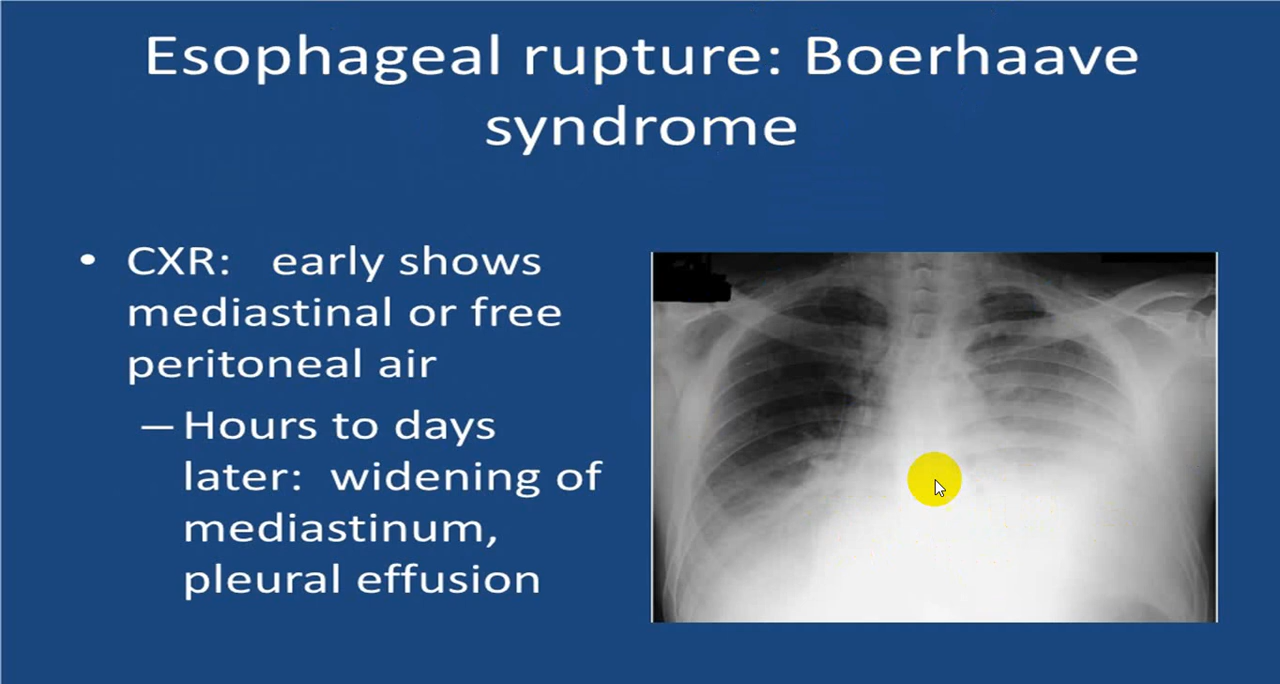 Esophageal rupture: Boerhaave
syndrome
• CXR: early shows
mediastinal or free
peritoneal air
– Hours to days
later: widening of
mediastinum,
pleural effusion